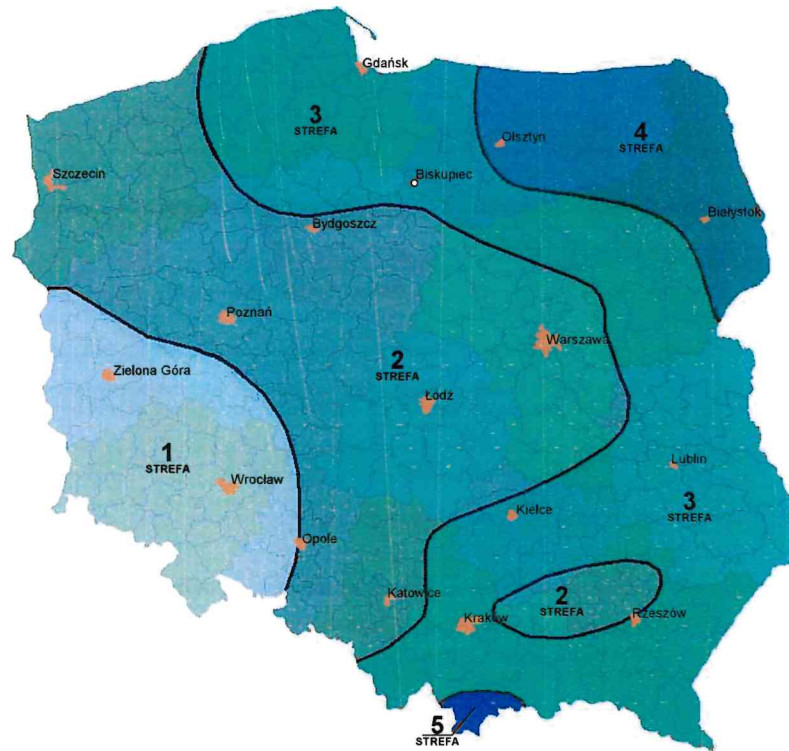 Gdańsk
3
STREFA
4
STREFA
Olsztyn
Szczecin
Biskupiec
Białystok
Bydgoszcz
Poznań
Warszawa
2
STREFA
Zielona Góra
Łódź
1
STREFA
Lublin
Wrocław
3
STREFA
Kielce
Opole
Katowice
2
STREFA
Kraków
Rzeszów
5
STREFA